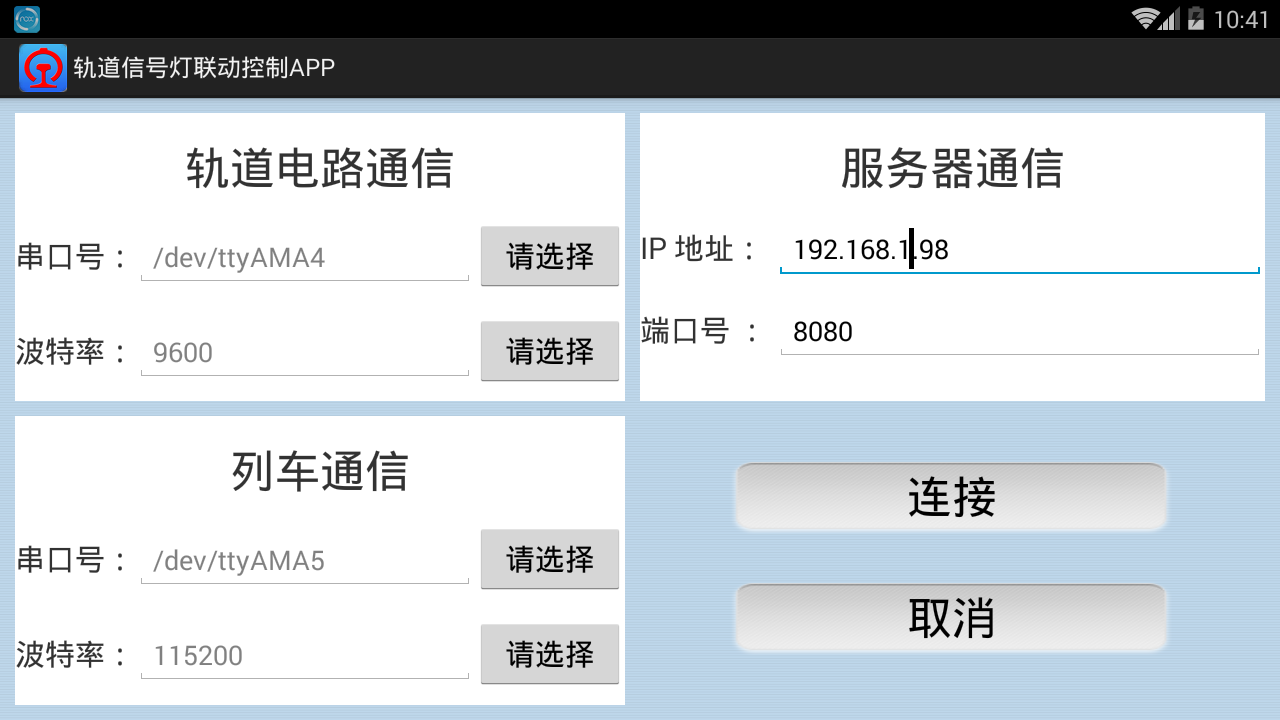 nox
10:41
轨道信号灯联动控制APP
轨道电路通信
串口号： /dev/ttyAMA4 请选择
波特率： 9600 请选择
服务器通信
IP 地址： 192.168.1.98
端口号 ： 8080
列车通信
串口号： /dev/ttyAMA5 请选择
波特率： 115200 请选择
连接
取消